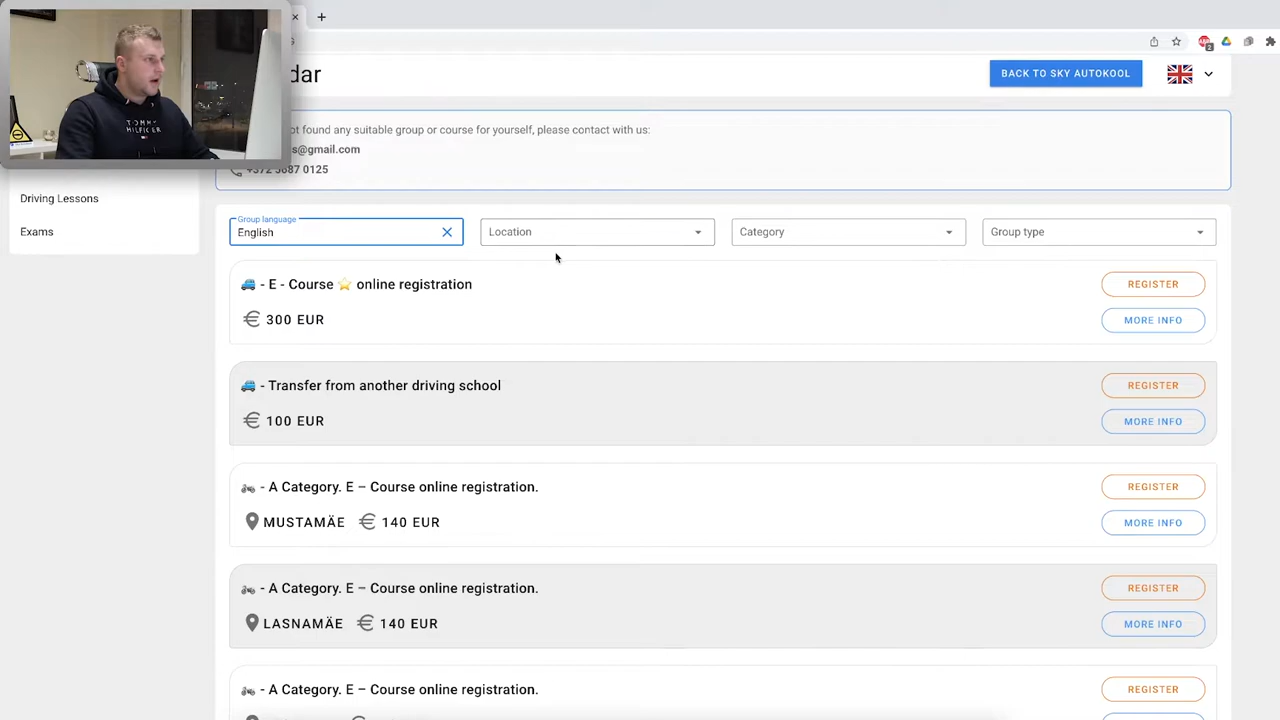 TOMMY
HILFIGER
dar
BACK TO SKY AUTOKOOL
ot found any suitable group or course for yourself, please contact with us:
s@gmail.com
+372 5687 0125
Driving Lessons
Exams
Group language
English
Location
Category
Group type
- E - Course ⭐ online registration
REGISTER
€ 300 EUR
MORE INFO
- Transfer from another driving school
REGISTER
€ 100 EUR
MORE INFO
- A Category. E – Course online registration.
REGISTER
MUSTAMÄE € 140 EUR
MORE INFO
- A Category. E – Course online registration.
REGISTER
LASNAMÄE € 140 EUR
MORE INFO
- A Category. E – Course online registration.
REGISTER